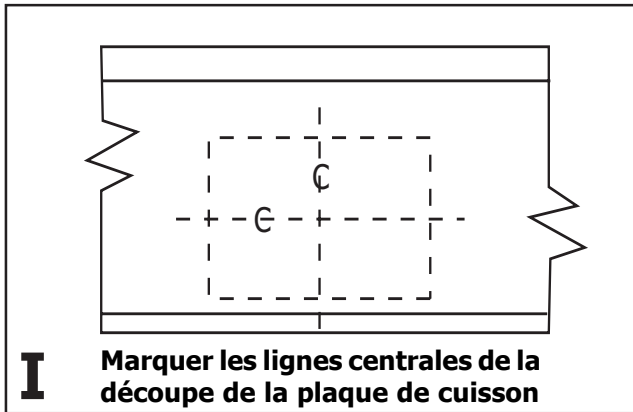 C
C
I
Marquer les lignes centrales de la
découpe de la plaque de cuisson